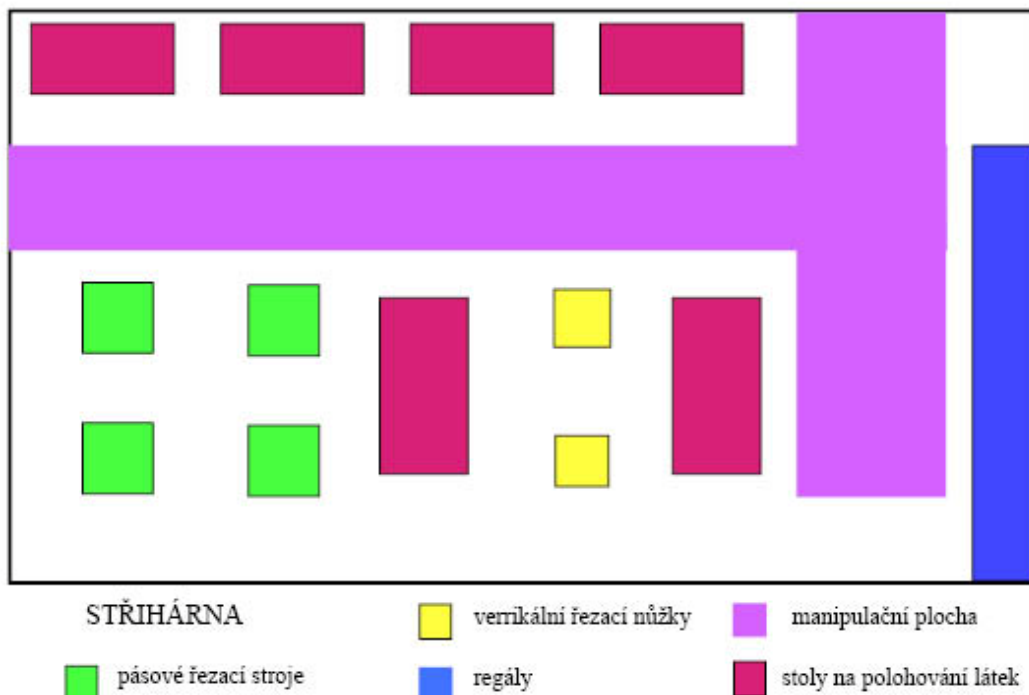 STŘIHÁRNA
verrikální řezací nůžky
manipulační plocha
pásové řezací stroje
regály
stoly na polohování látek